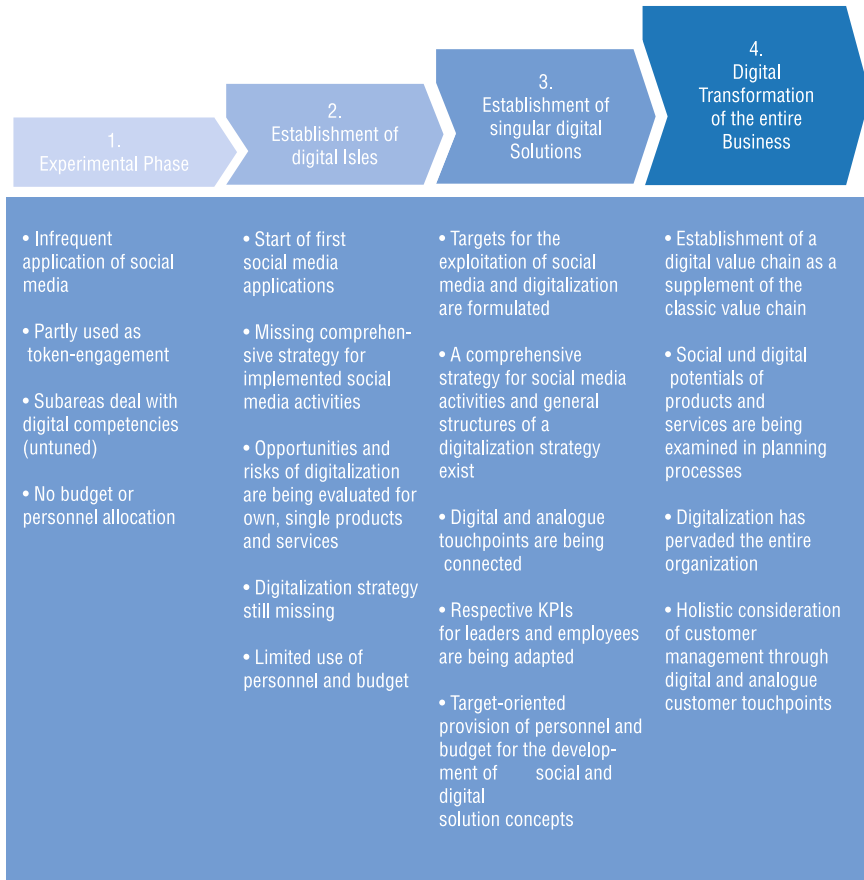 1.
Experimental Phase
2.
Establishment of
digital Isles
3.
Establishment of
singular digital
Solutions
4.
Digital
Transformation
of the entire
Business
• Infrequent
application of social
media
• Partly used as
token-engagement
• Subareas deal with
digital competencies
(untuned)
• No budget or
personnel allocation
• Start of first
social media
applications
• Missing comprehen-
sive strategy for
implemented social
media activities
• Opportunities and
risks of digitalization
are being evaluated for
own, single products
and services
• Digitalization strategy
still missing
• Limited use of
personnel and budget
• Targets for the
exploitation of social
media and digitalization
are formulated
• A comprehensive
strategy for social media
activities and general
structures of a
digitalization strategy
exist
• Digital and analogue
touchpoints are being
connected
• Respective KPIs
for leaders and employees
are being adapted
• Target-oriented
provision of personnel and
budget for the develop-
ment of social and
digital
solution concepts
• Establishment of a
digital value chain as a
supplement of the
classic value chain
• Social und digital
potentials of
products and
services are being
examined in planning
processes
• Digitalization has
pervaded the entire
organization
• Holistic consideration
of customer
management through
digital and analogue
customer touchpoints